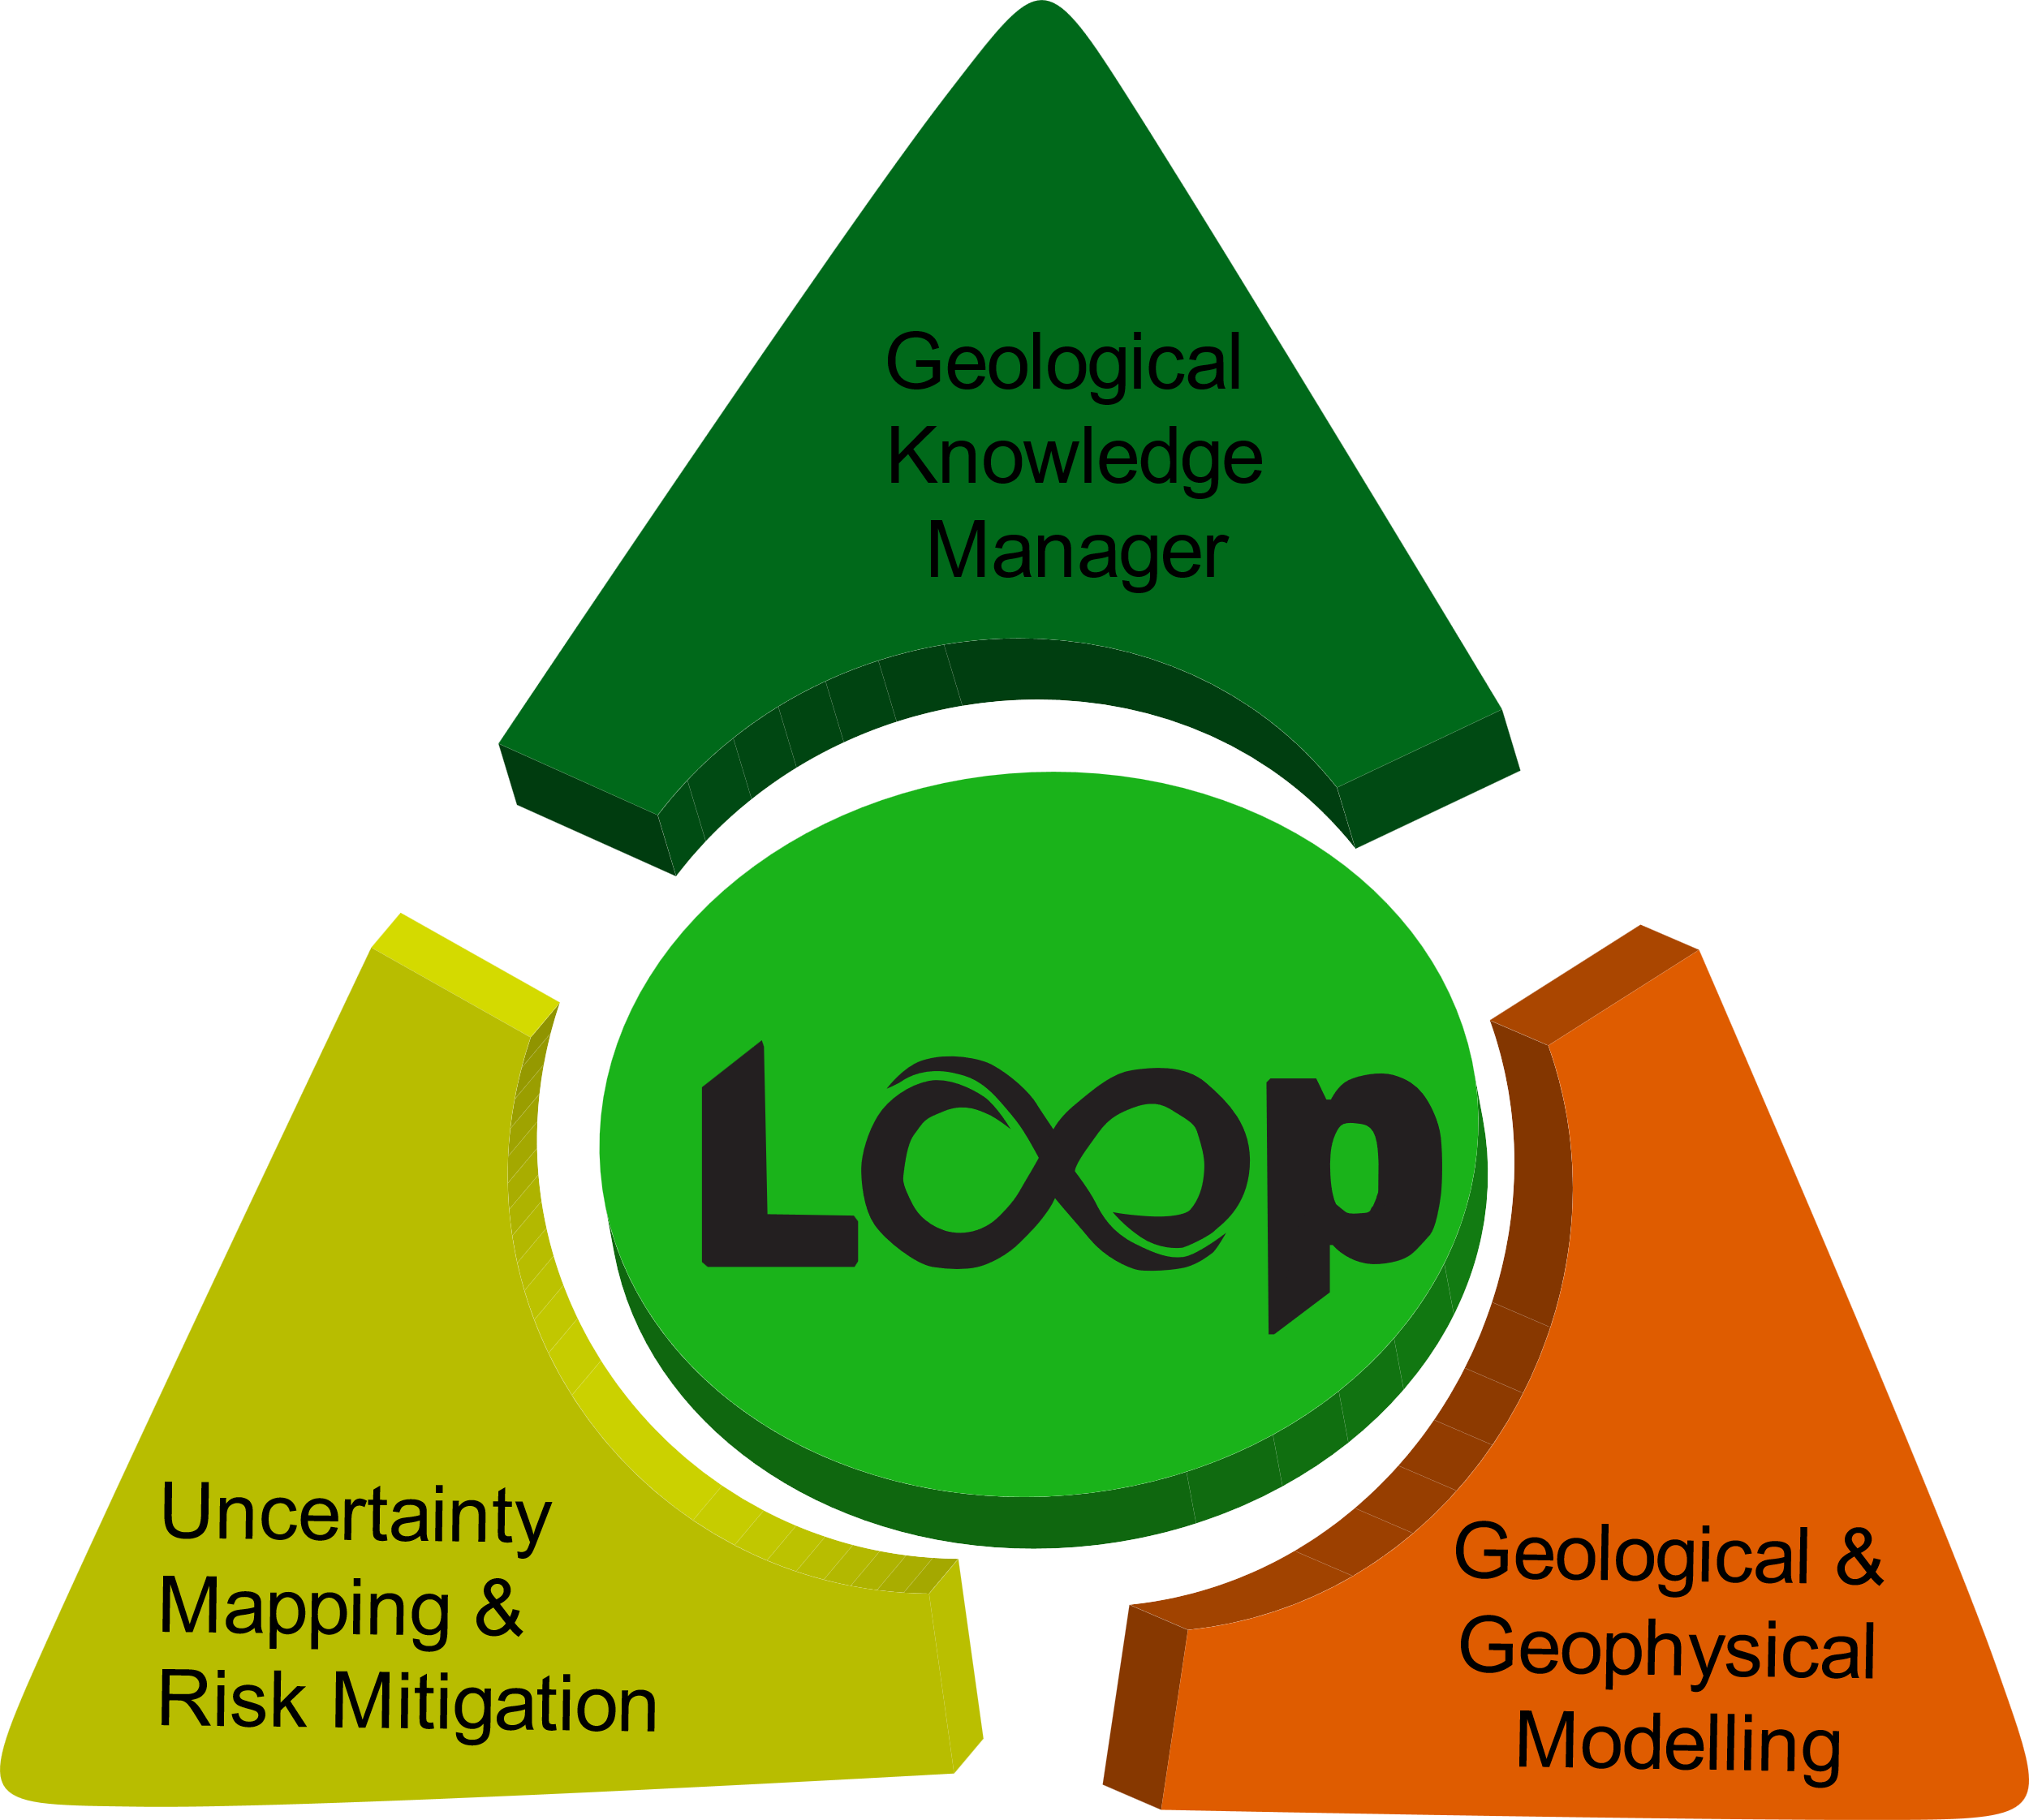 Geological
Knowledge
Manager
Loop
Uncertainty
Mapping &
Risk Mitigation
Geological &
Geophysical
Modelling